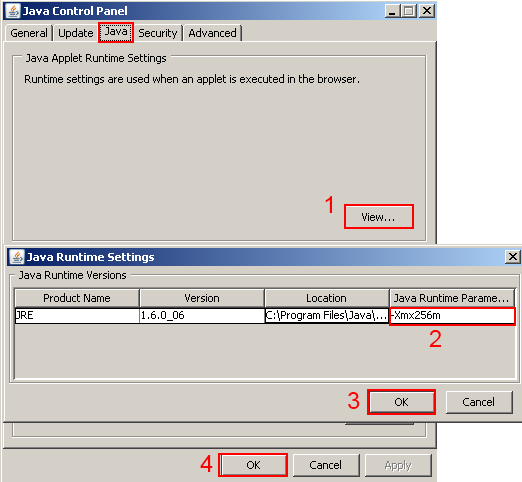 Java Control Panel
General Update Java Security Advanced
Java Applet Runtime Settings
Runtime settings are used when an applet is executed in the browser.
1 View...
Java Runtime Settings
Java Runtime Versions
Product Name Version Location Java Runtime Parame...
JRE 1.6.0_06 C:\Program Files\Java\... -Xmx256m
2
3 OK Cancel
4 OK Cancel Apply